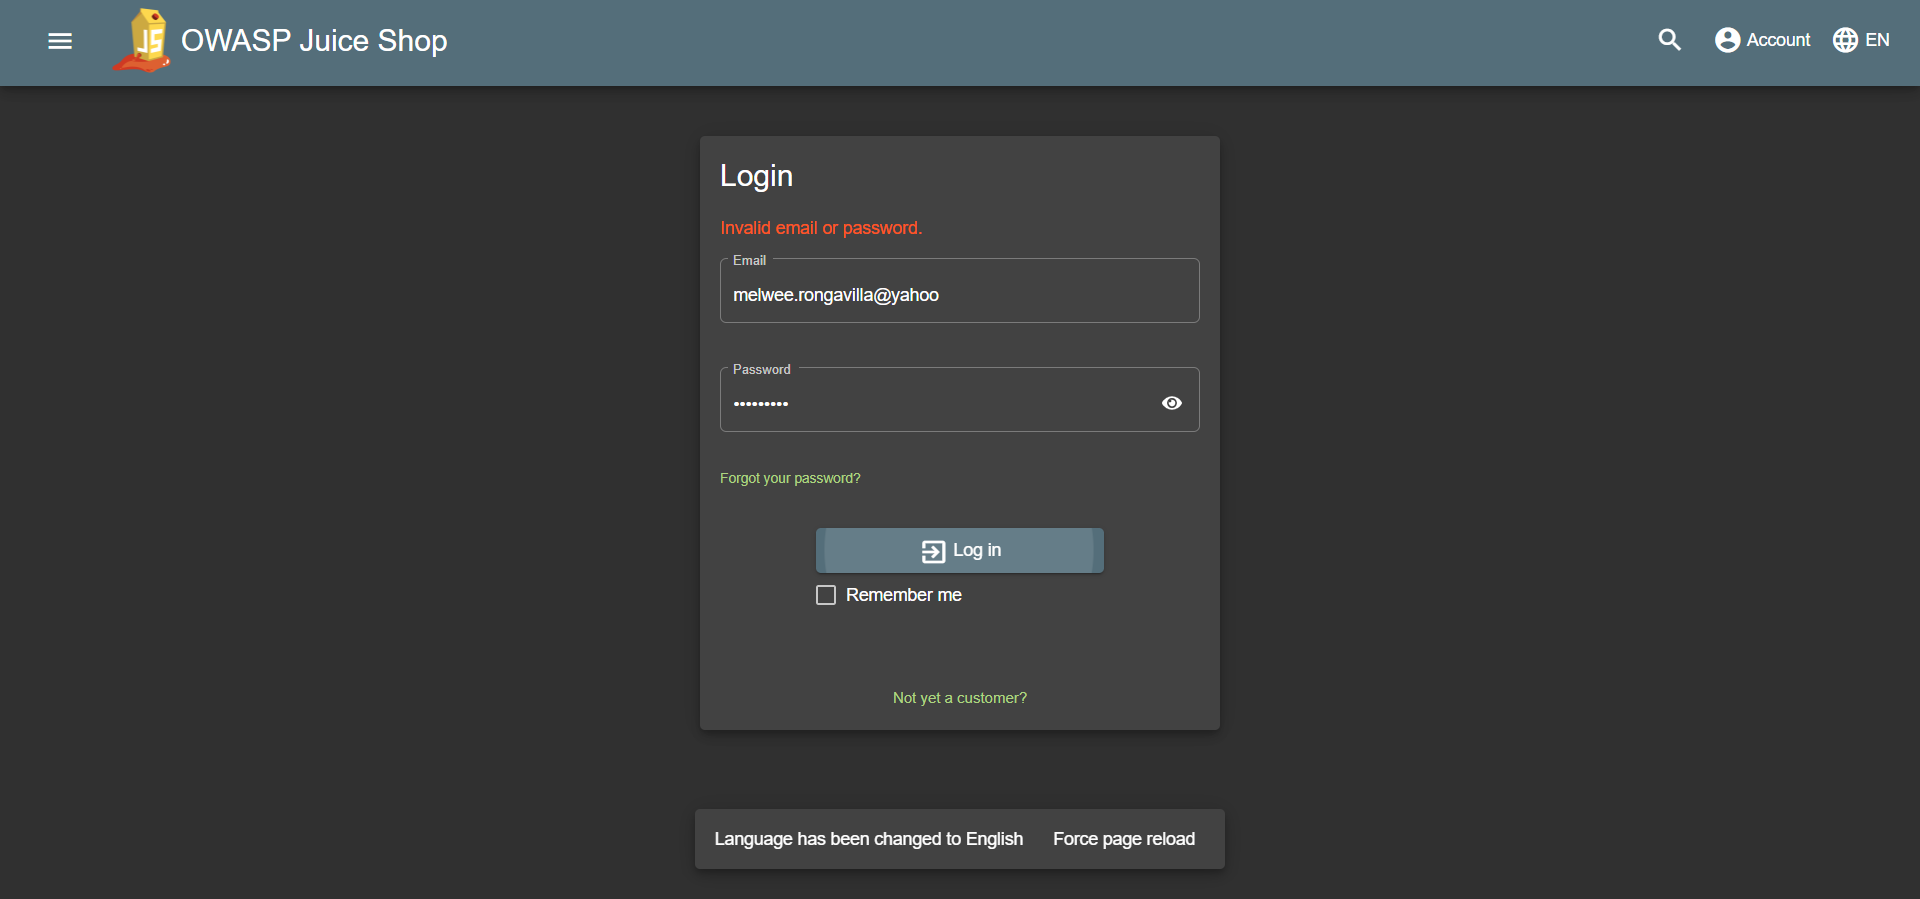 OWASP Juice Shop
Account
EN
Login
Invalid email or password.
Email
melwee.rongavilla@yahoo
Password
•••••••••
Forgot your password?
Log in
Remember me
Not yet a customer?
Language has been changed to English
Force page reload